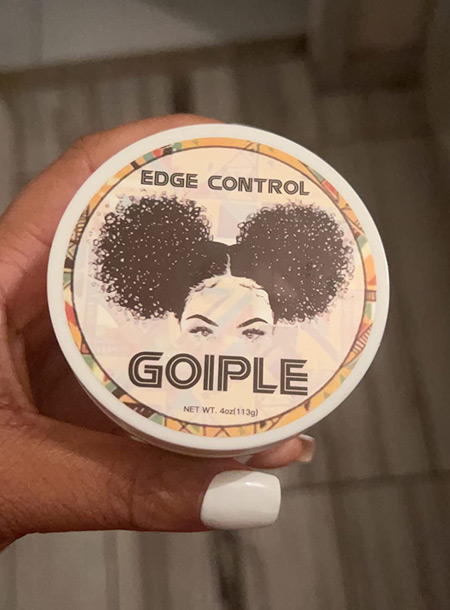 EDGE CONTROL
GOIPLE
NET WT. 4oz(113g)